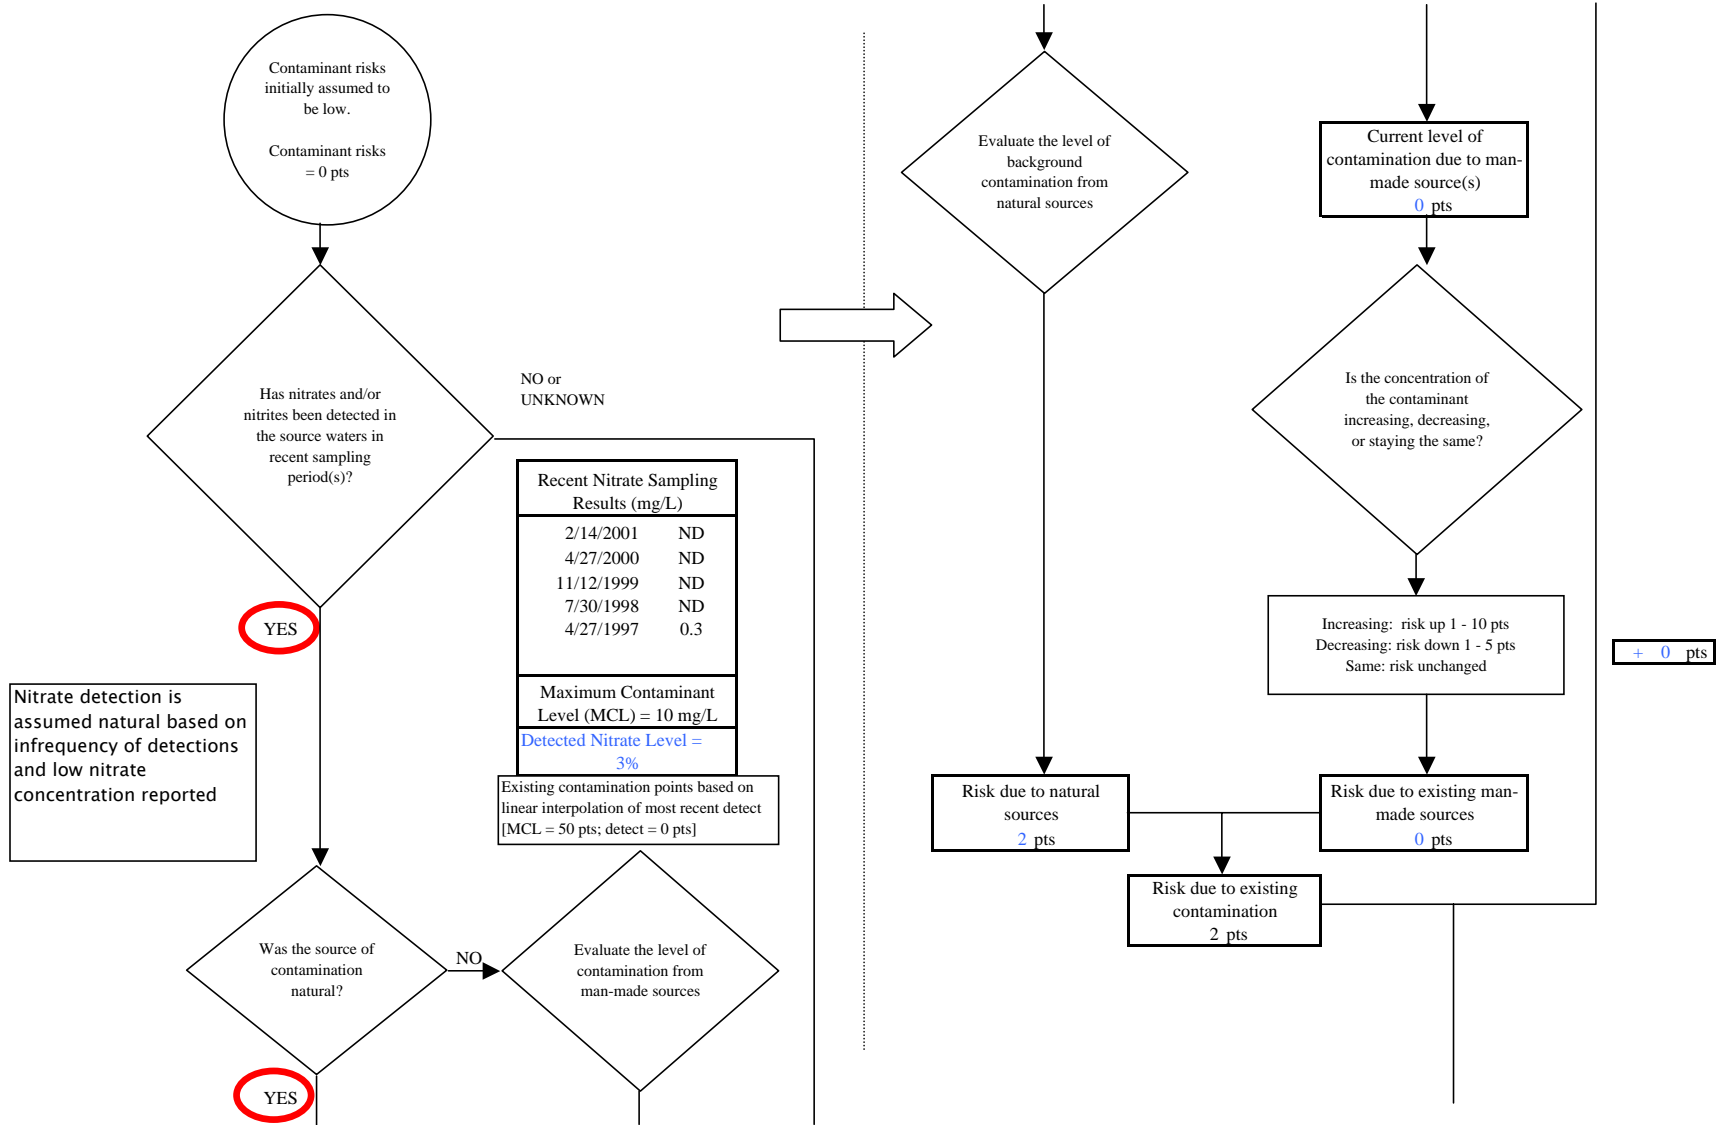 Contaminant risks
initially assumed to
be low.
Contaminant risks
= 0 pts
Has nitrates and/or
nitrites been detected in
the source waters in
recent sampling
period(s)?
NO or
UNKNOWN
YES
Recent Nitrate Sampling
Results (mg/L)
2/14/2001 ND
4/27/2000 ND
11/12/1999 ND
7/30/1998 ND
4/27/1997 0.3
Maximum Contaminant
Level (MCL) = 10 mg/L
Detected Nitrate Level =
3%
Existing contamination points based on
linear interpolation of most recent detect
[MCL = 50 pts; detect = 0 pts]
Nitrate detection is
assumed natural based on
infrequency of detections
and low nitrate
concentration reported
Was the source of
contamination
natural?
NO
YES
Evaluate the level of
contamination from
man-made sources
Evaluate the level of
background
contamination from
natural sources
Current level of
contamination due to man-
made source(s)
0 pts
Is the concentration of
the contaminant
increasing, decreasing,
or staying the same?
Increasing: risk up 1 - 10 pts
Decreasing: risk down 1 - 5 pts
Same: risk unchanged
+ 0 pts
Risk due to natural
sources
2 pts
Risk due to existing man-
made sources
0 pts
Risk due to existing
contamination
2 pts